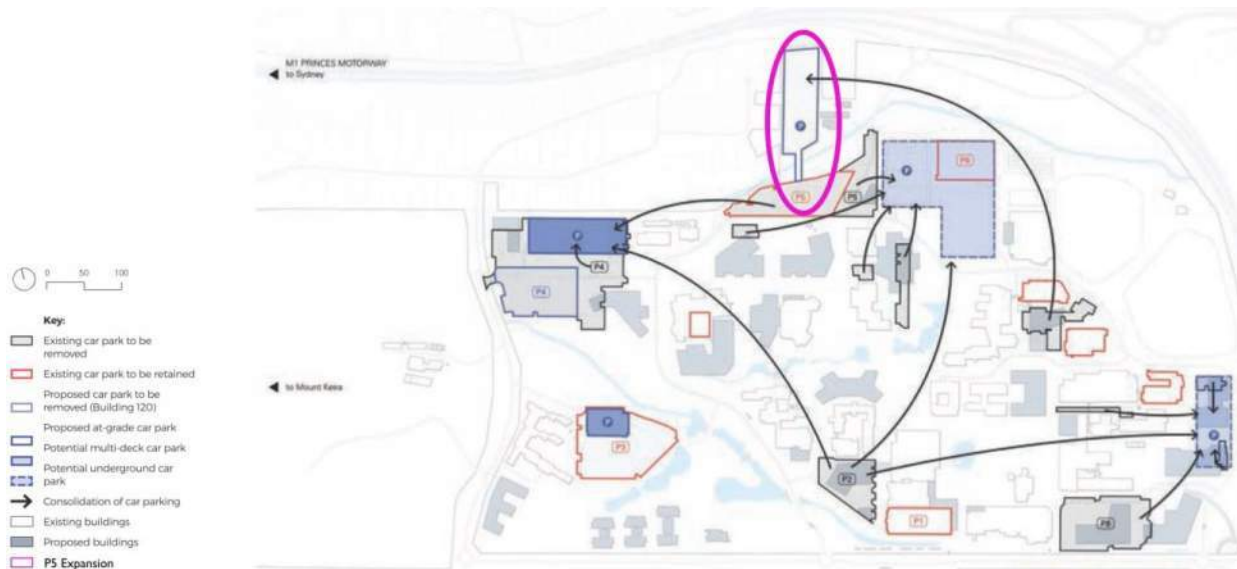 M1 PRINCES MOTORWAY
to Sydney
P
P6
P
P5
P5
P
P4
P4
0 50 100
Key:
Existing car park to be
removed
Existing car park to be retained
Proposed car park to be
removed (Building 120)
Proposed at-grade car park
Potential multi-deck car park
Potential underground car
park
Consolidation of car parking
Existing buildings
Proposed buildings
P5 Expansion
to Mount Keira
P
P3
P
P2
P1
P8